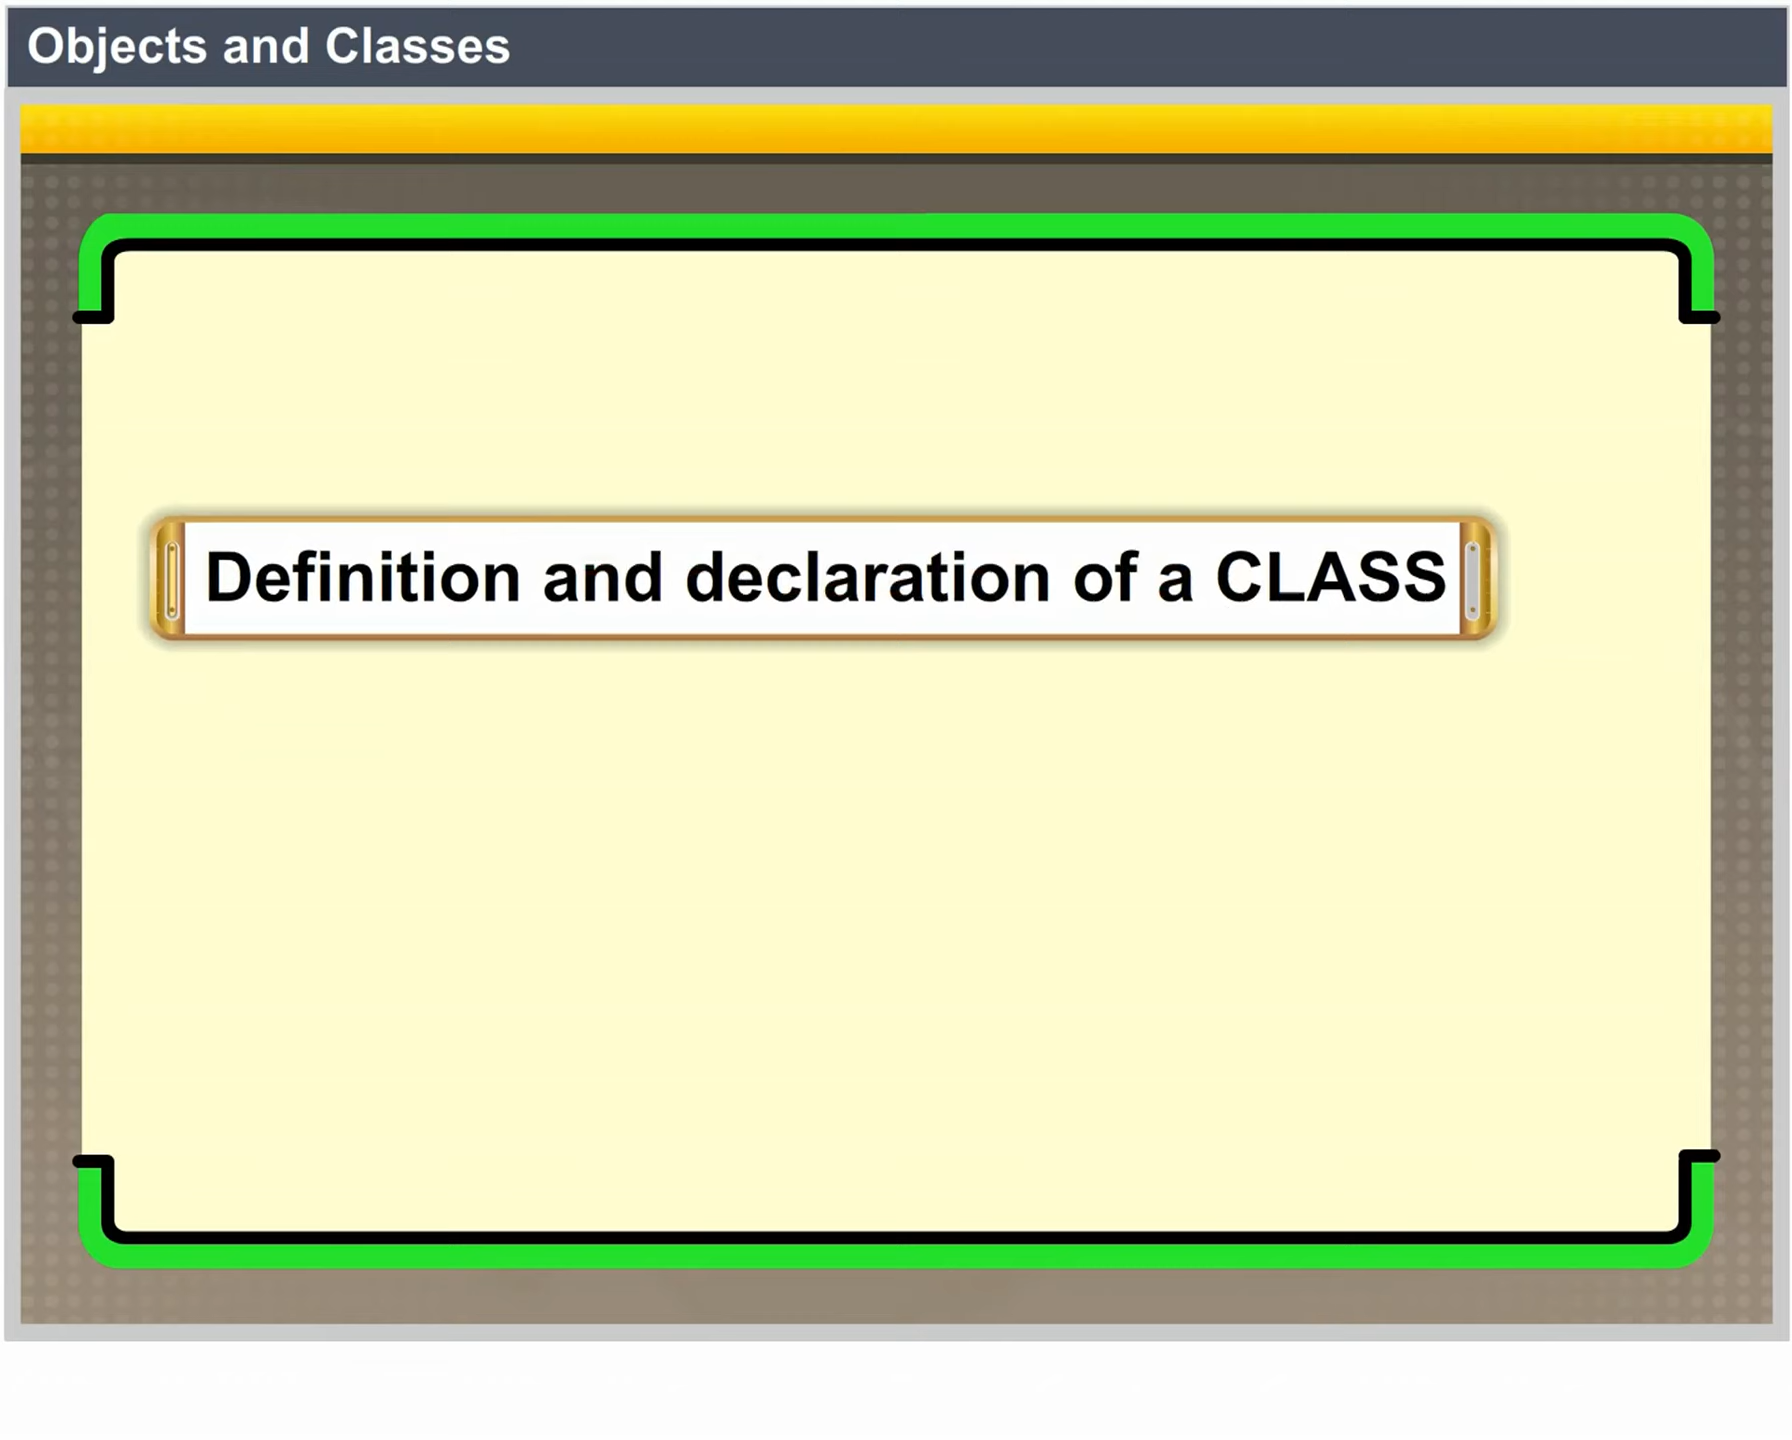 Objects and Classes
Definition and declaration of a CLASS